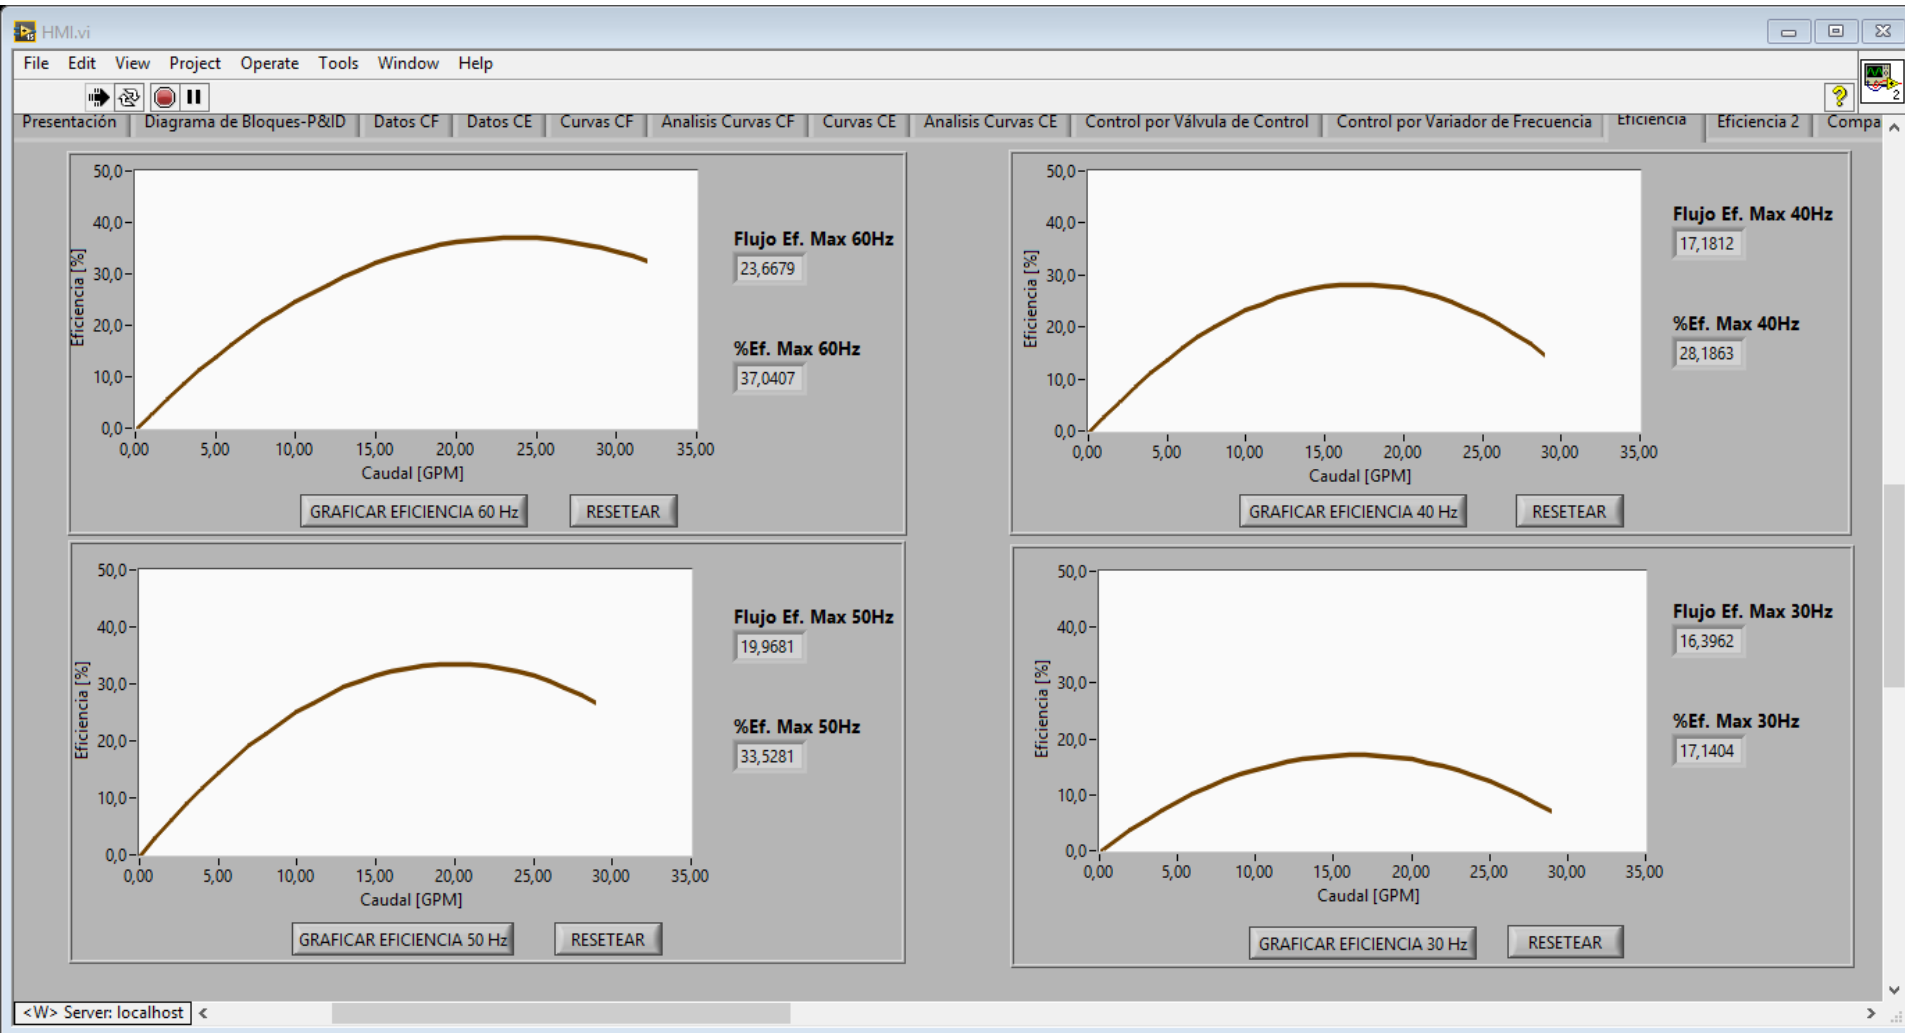 HMI.vi
File Edit View Project Operate Tools Window Help
2
Presentación Diagrama de Bloques-P&ID Datos CF Datos CE Curvas CF Analisis Curvas CF Curvas CE Analisis Curvas CE Control por Válvula de Control Control por Variador de Frecuencia Eficiencia Eficiencia 2 Compa
50,0
40,0
30,0
20,0
10,0
0,0
Eficiencia [%]
0,00 5,00 10,00 15,00 20,00 25,00 30,00 35,00
Caudal [GPM]
Flujo Ef. Max 60Hz
23,6679
%Ef. Max 60Hz
37,0407
GRAFICAR EFICIENCIA 60 Hz RESETEAR
50,0
40,0
30,0
20,0
10,0
0,0
Eficiencia [%]
0,00 5,00 10,00 15,00 20,00 25,00 30,00 35,00
Caudal [GPM]
Flujo Ef. Max 40Hz
17,1812
%Ef. Max 40Hz
28,1863
GRAFICAR EFICIENCIA 40 Hz RESETEAR
50,0
40,0
30,0
20,0
10,0
0,0
Eficiencia [%]
0,00 5,00 10,00 15,00 20,00 25,00 30,00 35,00
Caudal [GPM]
Flujo Ef. Max 50Hz
19,9681
%Ef. Max 50Hz
33,5281
GRAFICAR EFICIENCIA 50 Hz RESETEAR
50,0
40,0
30,0
20,0
10,0
0,0
Eficiencia [%]
0,00 5,00 10,00 15,00 20,00 25,00 30,00 35,00
Caudal [GPM]
Flujo Ef. Max 30Hz
16,3962
%Ef. Max 30Hz
17,1404
GRAFICAR EFICIENCIA 30 Hz RESETEAR
<W> Server: localhost